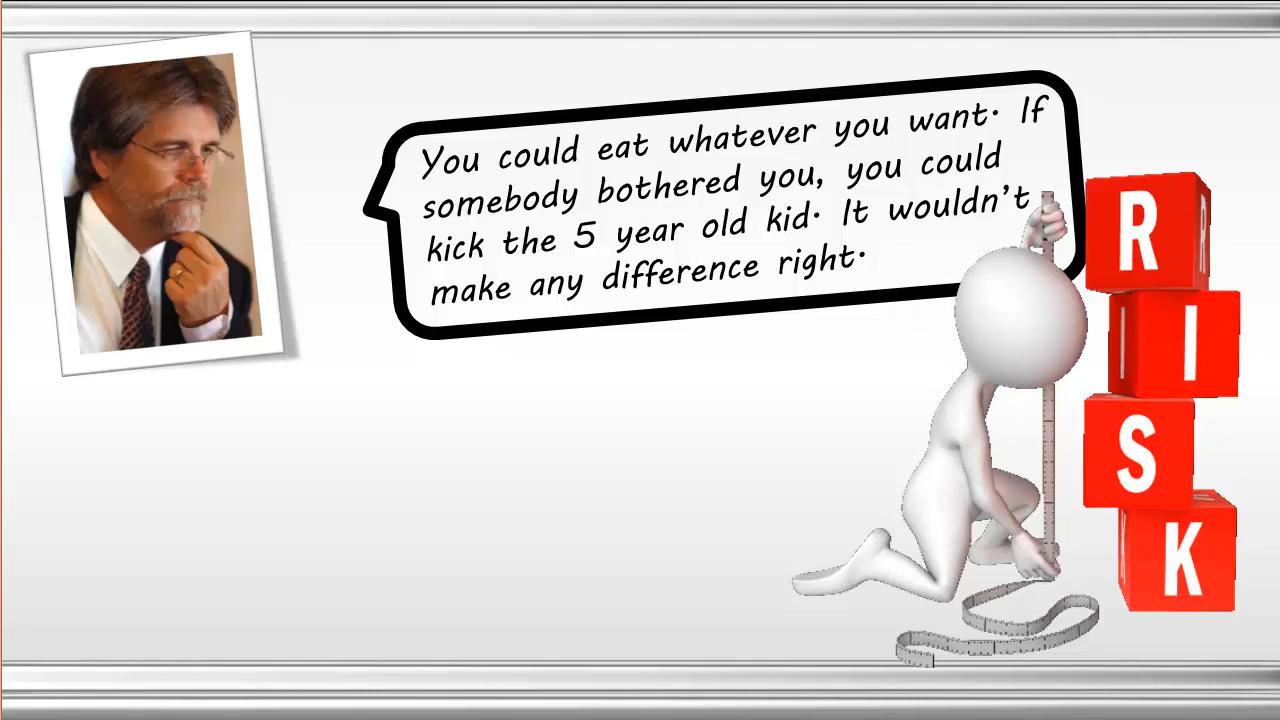 You could eat whatever you want. If
somebody bothered you, you could
kick the 5 year old kid. It wouldn't
make any difference right.
R
I
S
K